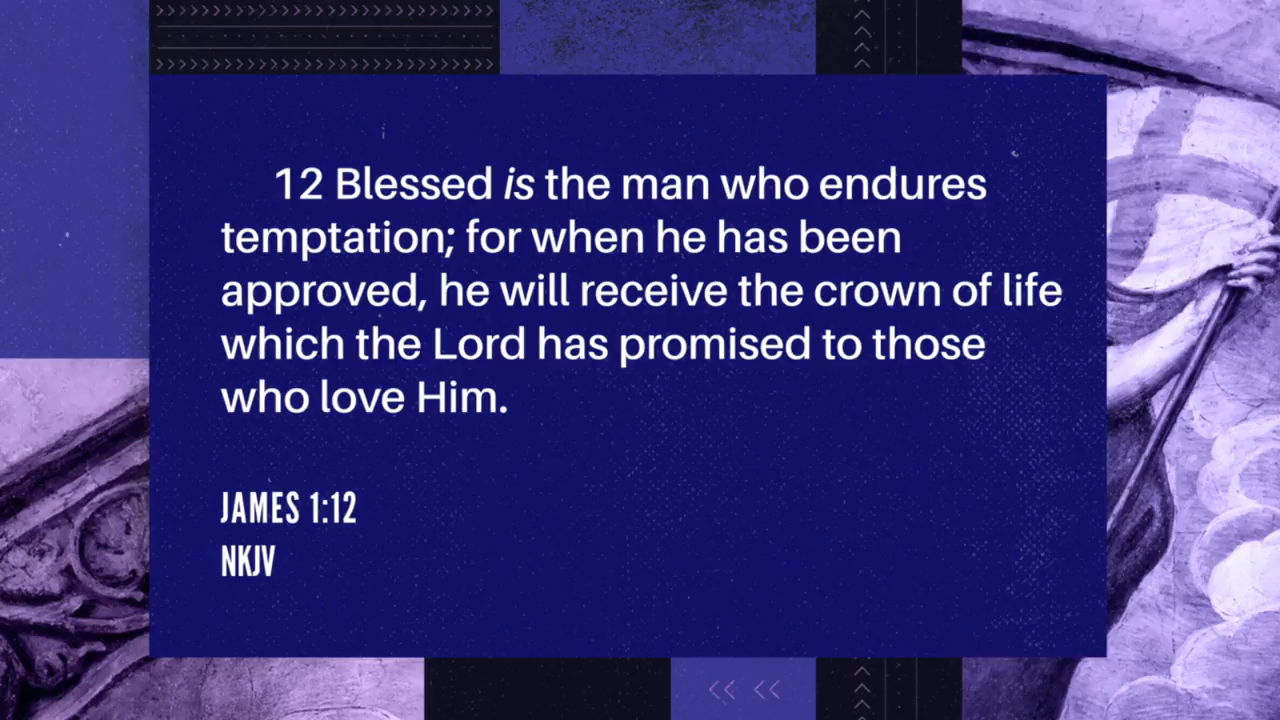 12 Blessed is the man who endures
temptation; for when he has been
approved, he will receive the crown of life
which the Lord has promised to those
who love Him.
JAMES 1:12
NKJV